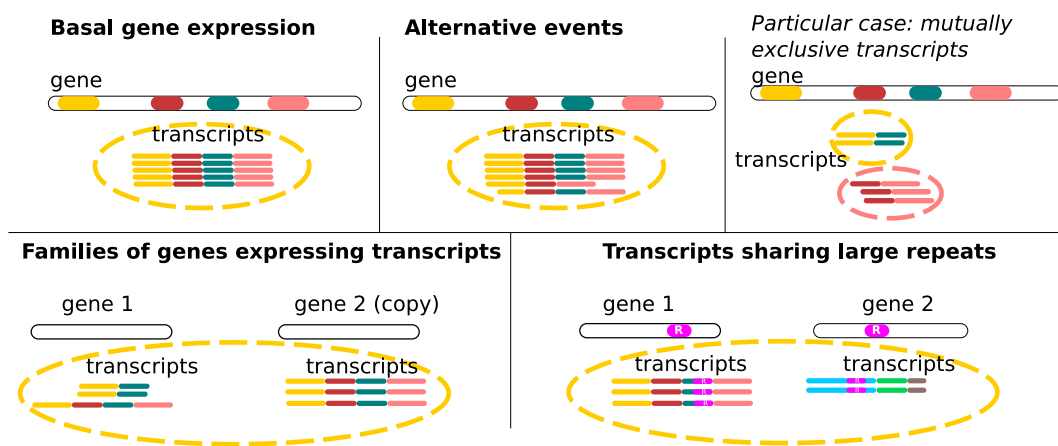 Basal gene expression
gene
transcripts
Alternative events
gene
transcripts
Particular case: mutually
exclusive transcripts
gene
transcripts
Families of genes expressing transcripts
gene 1
gene 2 (copy)
transcripts
transcripts
Transcripts sharing large repeats
gene 1
gene 2
R
R
transcripts
transcripts
R
R
R
R
R